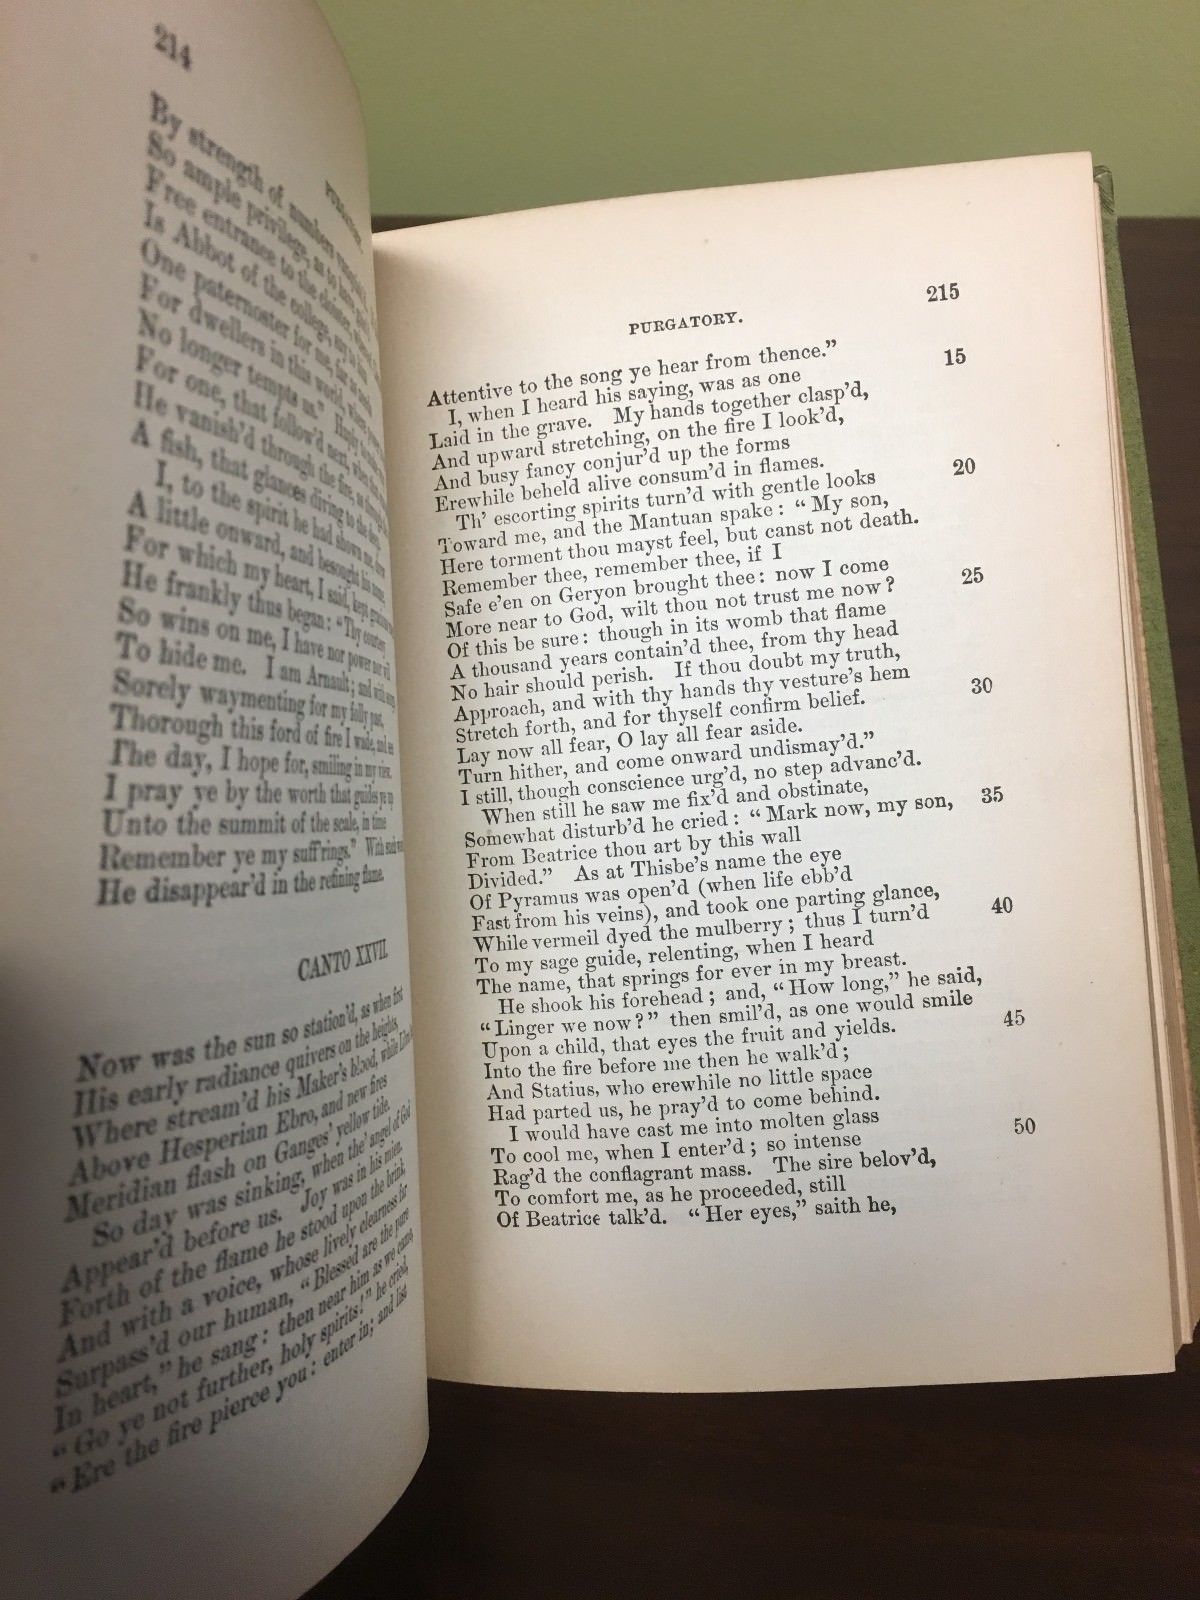 214
PURGATORY.
By strength of numbers vanquish'd
So ample privilege, as to have gain'd
Free entrance to the cloister, whereof
Is Abbot of the college, say to him
One paternoster for me, far as needs
For dwellers in this world, where power
No longer tempts us." Haply to make
For one, that follow'd next, when that was
He vanish'd through the fire, as through the
A fish, that glances diving to the deep.
I, to the spirit he had shown me, drew
A little onward, and besought his name,
For which my heart, I said, kept gracious
He frankly thus began: "Thy courtesy
So wins on me, I have nor power nor will
To hide me. I am Arnault; and with songs,
Sorely waymenting for my folly past,
Thorough this ford of fire I wade, and see
The day, I hope for, smiling in my view.
I pray ye by the worth that guides ye up
Unto the summit of the scale, in time
Remember ye my suff'rings." With such
He disappear'd in the refining flame.
CANTO XXVII.
Now was the sun so station'd, as when first
His early radiance quivers on the heights,
Where stream'd his Maker's blood, while Libra
Above Hesperian Ebro, and new fires
Meridian flash on Ganges' yellow tide.
So day was sinking, when the' angel of God
Appear'd before us. Joy was in his mien.
Forth of the flame he stood upon the brink,
And with a voice, whose lively clearness far
Surpass'd our human, "Blessed are the pure
In heart," he sang: then near him as we came,
"Go ye not further, holy spirits!" he cried,
"Ere the fire pierce you: enter in; and list
215
PURGATORY.
Attentive to the song ye hear from thence." 15
I, when I heard his saying, was as one
Laid in the grave. My hands together clasp'd,
And upward stretching, on the fire I look'd,
And busy fancy conjur'd up the forms
Erewhile beheld alive consum'd in flames. 20
Th' escorting spirits turn'd with gentle looks
Toward me, and the Mantuan spake: "My son,
Here torment thou mayst feel, but canst not death.
Remember thee, remember thee, if I
Safe e'en on Geryon brought thee: now I come 25
More near to God, wilt thou not trust me now?
Of this be sure: though in its womb that flame
A thousand years contain'd thee, from thy head
No hair should perish. If thou doubt my truth,
Approach, and with thy hands thy vesture's hem 30
Stretch forth, and for thyself confirm belief.
Lay now all fear, O lay all fear aside.
Turn hither, and come onward undismay'd."
I still, though conscience urg'd, no step advanc'd.
When still he saw me fix'd and obstinate, 35
Somewhat disturb'd he cried: "Mark now, my son,
From Beatrice thou art by this wall
Divided." As at Thisbe's name the eye
Of Pyramus was open'd (when life ebb'd
Fast from his veins), and took one parting glance, 40
While vermeil dyed the mulberry; thus I turn'd
To my sage guide, relenting, when I heard
The name, that springs for ever in my breast.
He shook his forehead; and, "How long," he said,
"Linger we now?" then smil'd, as one would smile 45
Upon a child, that eyes the fruit and yields.
Into the fire before me then he walk'd;
And Statius, who erewhile no little space
Had parted us, he pray'd to come behind.
I would have cast me into molten glass 50
To cool me, when I enter'd; so intense
Rag'd the conflagrant mass. The sire belov'd,
To comfort me, as he proceeded, still
Of Beatrice talk'd. "Her eyes," saith he,